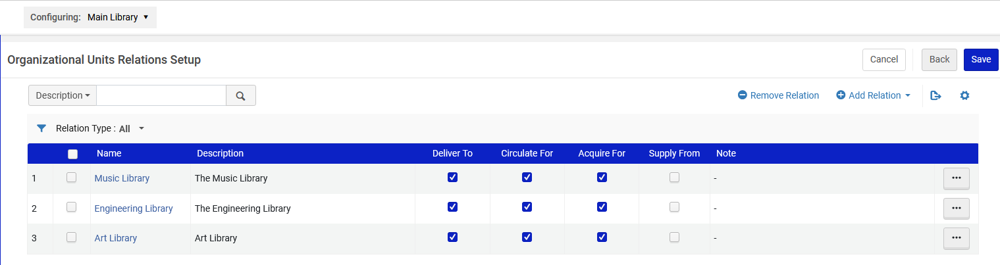 Configuring: Main Library
Organizational Units Relations Setup Cancel Back Save
Description Remove Relation Add Relation
Relation Type : All
Name Description Deliver To Circulate For Acquire For Supply From Note
1 Music Library The Music Library -
2 Engineering Library The Engineering Library -
3 Art Library Art Library -